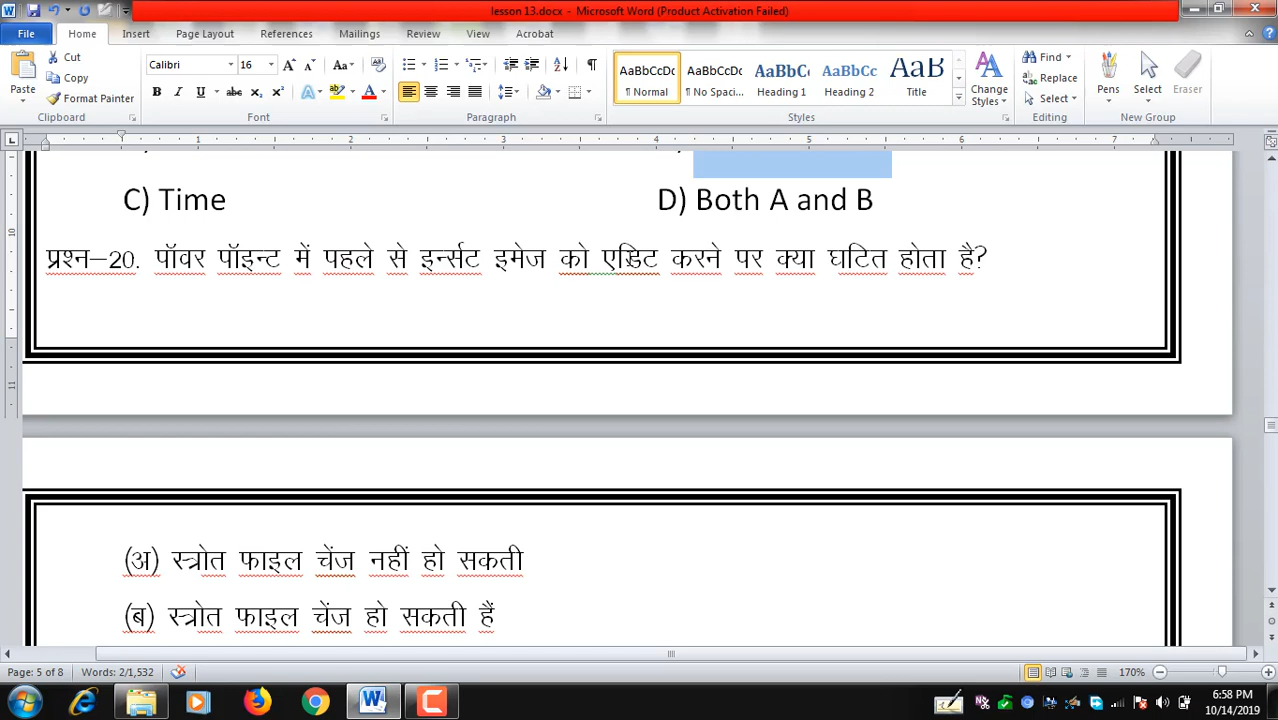 lesson 13.docx - Microsoft Word (Product Activation Failed)
File Home Insert Page Layout References Mailings Review View Acrobat
Cut
Copy
Format Painter
Paste
Clipboard
Calibri 16
Font
Paragraph
AaBbCcDc AaBbCcDc AaBbC AaBbCc AaB
¶ Normal ¶ No Spaci... Heading 1 Heading 2 Title
Change Styles
Styles
Find
Replace
Select
Editing
Pens Select Eraser
New Group
C) Time D) Both A and B
प्रश्न–20. पॉवर पॉइन्ट में पहले से इन्र्सट इमेज को एडिट करने पर क्या घटित होता है?
(अ) स्त्रोत फाइल चेंज नहीं हो सकती
(ब) स्त्रोत फाइल चेंज हो सकती हैं
Page: 5 of 8 Words: 2/1,532 170%
6:58 PM
10/14/2019